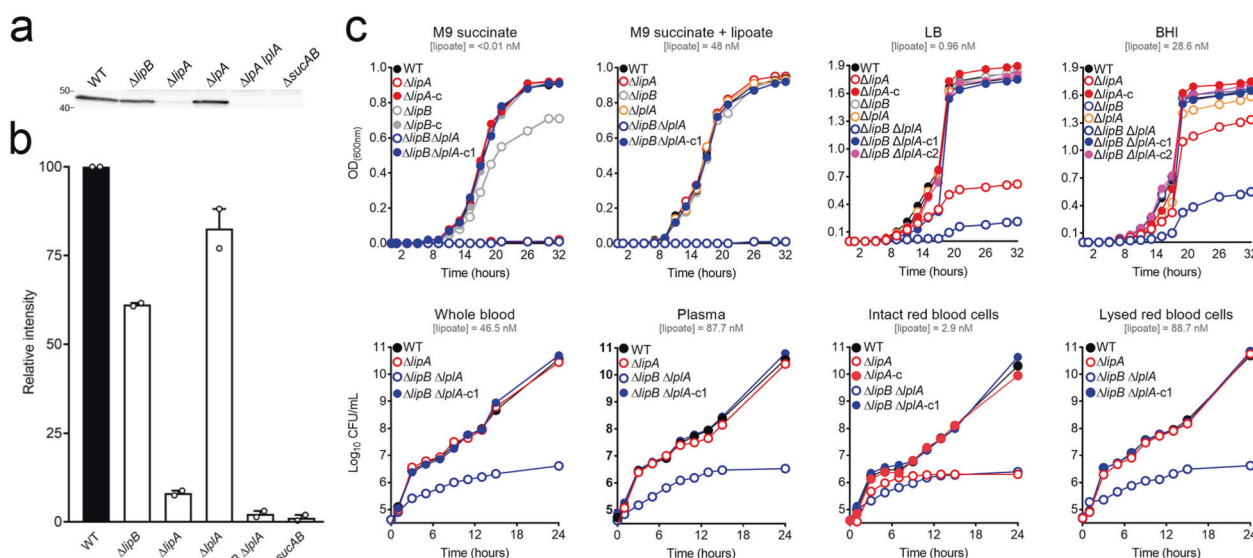 a
WT
ΔlipB
ΔlipA
ΔlpA
ΔlpA lplA
ΔsucAB
50
40
b
100
75
50
25
0
Relative intensity
WT
ΔlipB
ΔlipA
ΔlplA
B ΔlplA
sucAB
c
M9 succinate
[lipoate] = <0.01 nM
WT
ΔlipA
ΔlipA-c
ΔlipB
ΔlipB-c
ΔlipB ΔlplA
ΔlipB ΔlplA-c1
OD(600nm)
1.0
0.8
0.6
0.4
0.2
0.0
2 8 14 20 26 32
Time (hours)
M9 succinate + lipoate
[lipoate] = 48 nM
WT
ΔlipA
ΔlipB
ΔlplA
ΔlipB ΔlplA
ΔlipB ΔlplA-c1
1.0
0.8
0.6
0.4
0.2
0.0
2 8 14 20 26 32
Time (hours)
LB
[lipoate] = 0.96 nM
WT
ΔlipA
ΔlipA-c
ΔlipB
ΔlplA
ΔlipB ΔlplA
ΔlipB ΔlplA-c1
ΔlipB ΔlplA-c2
1.8
1.5
1.2
0.9
0.6
0.3
0.1
2 8 14 20 26 32
Time (hours)
BHI
[lipoate] = 28.6 nM
WT
ΔlipA
ΔlipA-c
ΔlipB
ΔlplA
ΔlipB ΔlplA
ΔlipB ΔlplA-c1
ΔlipB ΔlplA-c2
1.8
1.5
1.2
0.9
0.6
0.3
0.1
2 8 14 20 26 32
Time (hours)
Whole blood
[lipoate] = 46.5 nM
WT
ΔlipA
ΔlipB ΔlplA
ΔlipB ΔlplA-c1
Log10 CFU/mL
11
10
9
8
7
6
5
0 6 12 18 24
Time (hours)
Plasma
[lipoate] = 87.7 nM
WT
ΔlipA
ΔlipB ΔlplA
ΔlipB ΔlplA-c1
11
10
9
8
7
6
5
0 6 12 18 24
Time (hours)
Intact red blood cells
[lipoate] = 2.9 nM
WT
ΔlipA
ΔlipA-c
ΔlipB ΔlplA
ΔlipB ΔlplA-c1
11
10
9
8
7
6
5
0 6 12 18 24
Time (hours)
Lysed red blood cells
[lipoate] = 88.7 nM
WT
ΔlipA
ΔlipB ΔlplA
ΔlipB ΔlplA-c1
11
10
9
8
7
6
5
0 6 12 18 24
Time (hours)